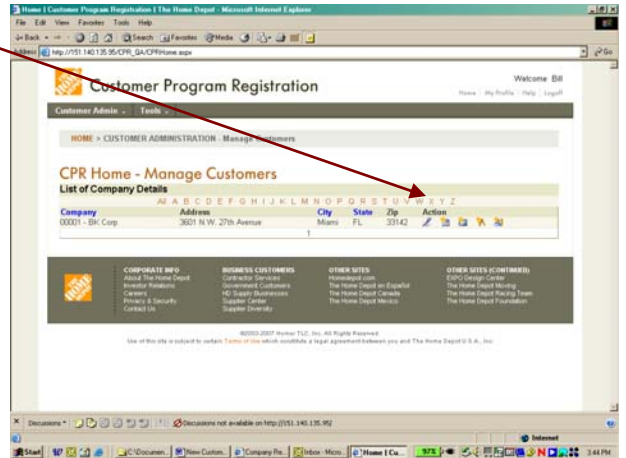 Home | Customer Program Registration | The Home Depot - Microsoft Internet Explorer
File Edit View Favorites Tools Help
Back Search Favorites Media
Address http://151.140.135.95/CPR_QA/CPRHome.aspx Go
Welcome Bill
Customer Program Registration
Home | My Profile | Help | Logoff
Customer Admin Tools
HOME > CUSTOMER ADMINISTRATION - Manage Customers
CPR Home - Manage Customers
List of Company Details
All A B C D E F G H I J K L M N O P Q R S T U V W X Y Z
Company Address City State Zip Action
00001 - BK Corp 3601 N.W. 27th Avenue Miami FL 33142
1
CORPORATE INFO BUSINESS CUSTOMERS OTHER SITES OTHER SITES (CONTINUED)
About The Home Depot Contractor Services Homedepot.com EXPO Design Center
Investor Relations Government Customers The Home Depot en Español The Home Depot Moving
Careers HD Supply Businesses The Home Depot Canada The Home Depot Racing Team
Privacy & Security Supplier Center The Home Depot Mexico The Home Depot Foundation
Contact Us Supplier Diversity
©2003-2007 Homer TLC, Inc. All Rights Reserved.
Use of this site is subject to certain Terms of Use which constitute a legal agreement between you and The Home Depot U.S.A., Inc.
Discussions Discussions not available on http://151.140.135.95/
Internet
Start C:\Documen... New Custom... Company Re... Inbox - Micro... Home | Cu... 97% 3:44 PM